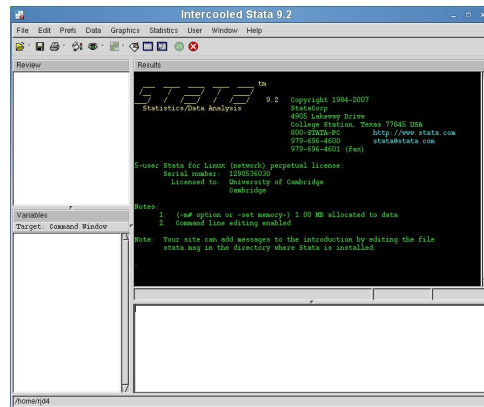 Intercooled Stata 9.2
File Edit Prefs Data Graphics Statistics User Window Help
Review
Results
tm
9.2 Copyright 1984-2007
Statistics/Data Analysis StataCorp
4905 Lakeway Drive
College Station, Texas 77845 USA
800-STATA-PC http://www.stata.com
979-696-4600 stata@stata.com
979-696-4601 (fax)
5-user Stata for Linux (network) perpetual license:
Serial number: 1290536030
Licensed to: University of Cambridge
Cambridge
Notes:
1. (-m# option or -set memory-) 1.00 MB allocated to data
2. Command line editing enabled
Note: Your site can add messages to the introduction by editing the file
stata.msg in the directory where Stata is installed.
Variables
Target: Command Window
/home/rjd4